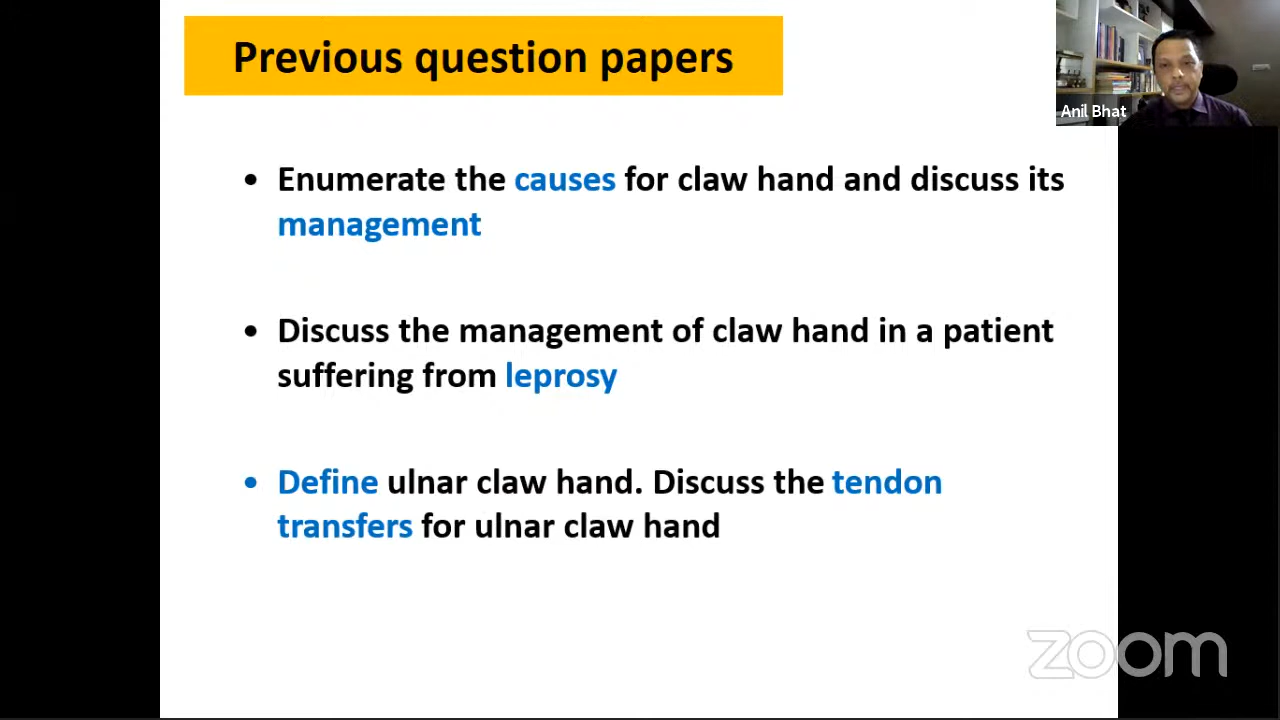 Previous question papers
Anil Bhat
• Enumerate the causes for claw hand and discuss its
management
• Discuss the management of claw hand in a patient
suffering from leprosy
• Define ulnar claw hand. Discuss the tendon
transfers for ulnar claw hand
zoom